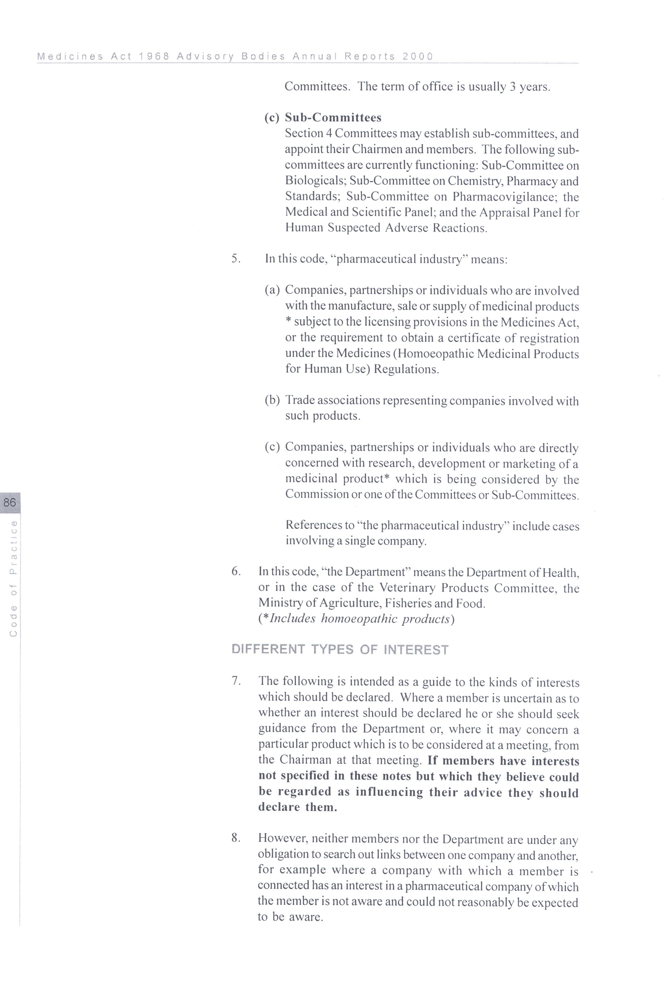 Medicines Act 1968 Advisory Bodies Annual Reports 2000
Committees. The term of office is usually 3 years.
(c) Sub-Committees
Section 4 Committees may establish sub-committees, and
appoint their Chairmen and members. The following sub-
committees are currently functioning: Sub-Committee on
Biologicals; Sub-Committee on Chemistry, Pharmacy and
Standards; Sub-Committee on Pharmacovigilance; the
Medical and Scientific Panel; and the Appraisal Panel for
Human Suspected Adverse Reactions.
5. In this code, “pharmaceutical industry” means:
(a) Companies, partnerships or individuals who are involved
with the manufacture, sale or supply of medicinal products
* subject to the licensing provisions in the Medicines Act,
or the requirement to obtain a certificate of registration
under the Medicines (Homoeopathic Medicinal Products
for Human Use) Regulations.
(b) Trade associations representing companies involved with
such products.
(c) Companies, partnerships or individuals who are directly
concerned with research, development or marketing of a
medicinal product* which is being considered by the
Commission or one of the Committees or Sub-Committees.
References to “the pharmaceutical industry” include cases
involving a single company.
6. In this code, “the Department” means the Department of Health,
or in the case of the Veterinary Products Committee, the
Ministry of Agriculture, Fisheries and Food.
(*Includes homoeopathic products)
DIFFERENT TYPES OF INTEREST
7. The following is intended as a guide to the kinds of interests
which should be declared. Where a member is uncertain as to
whether an interest should be declared he or she should seek
guidance from the Department or, where it may concern a
particular product which is to be considered at a meeting, from
the Chairman at that meeting. If members have interests
not specified in these notes but which they believe could
be regarded as influencing their advice they should
declare them.
8. However, neither members nor the Department are under any
obligation to search out links between one company and another,
for example where a company with which a member is
connected has an interest in a pharmaceutical company of which
the member is not aware and could not reasonably be expected
to be aware.
86
Code of Practice